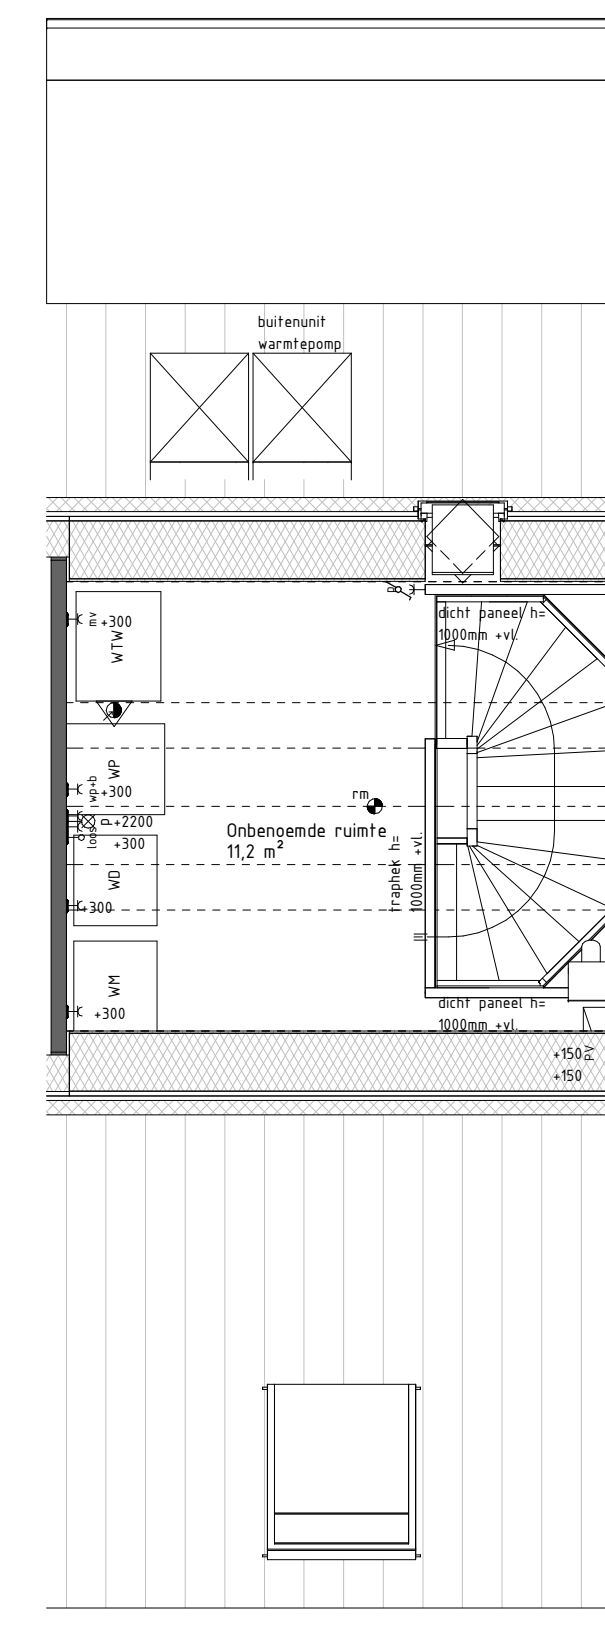 buitenunit
warmtepomp
dicht paneel h=
1000mm +vl.
mv
+300
WTW
WP
wp+b
+300
rm
p
+2200
loos
+300
Onbenoemde ruimte
11,2 m²
traphek h=
1000mm +vl.
WD
+300
WM
+300
dicht paneel h=
1000mm +vl.
+150
PV
+150